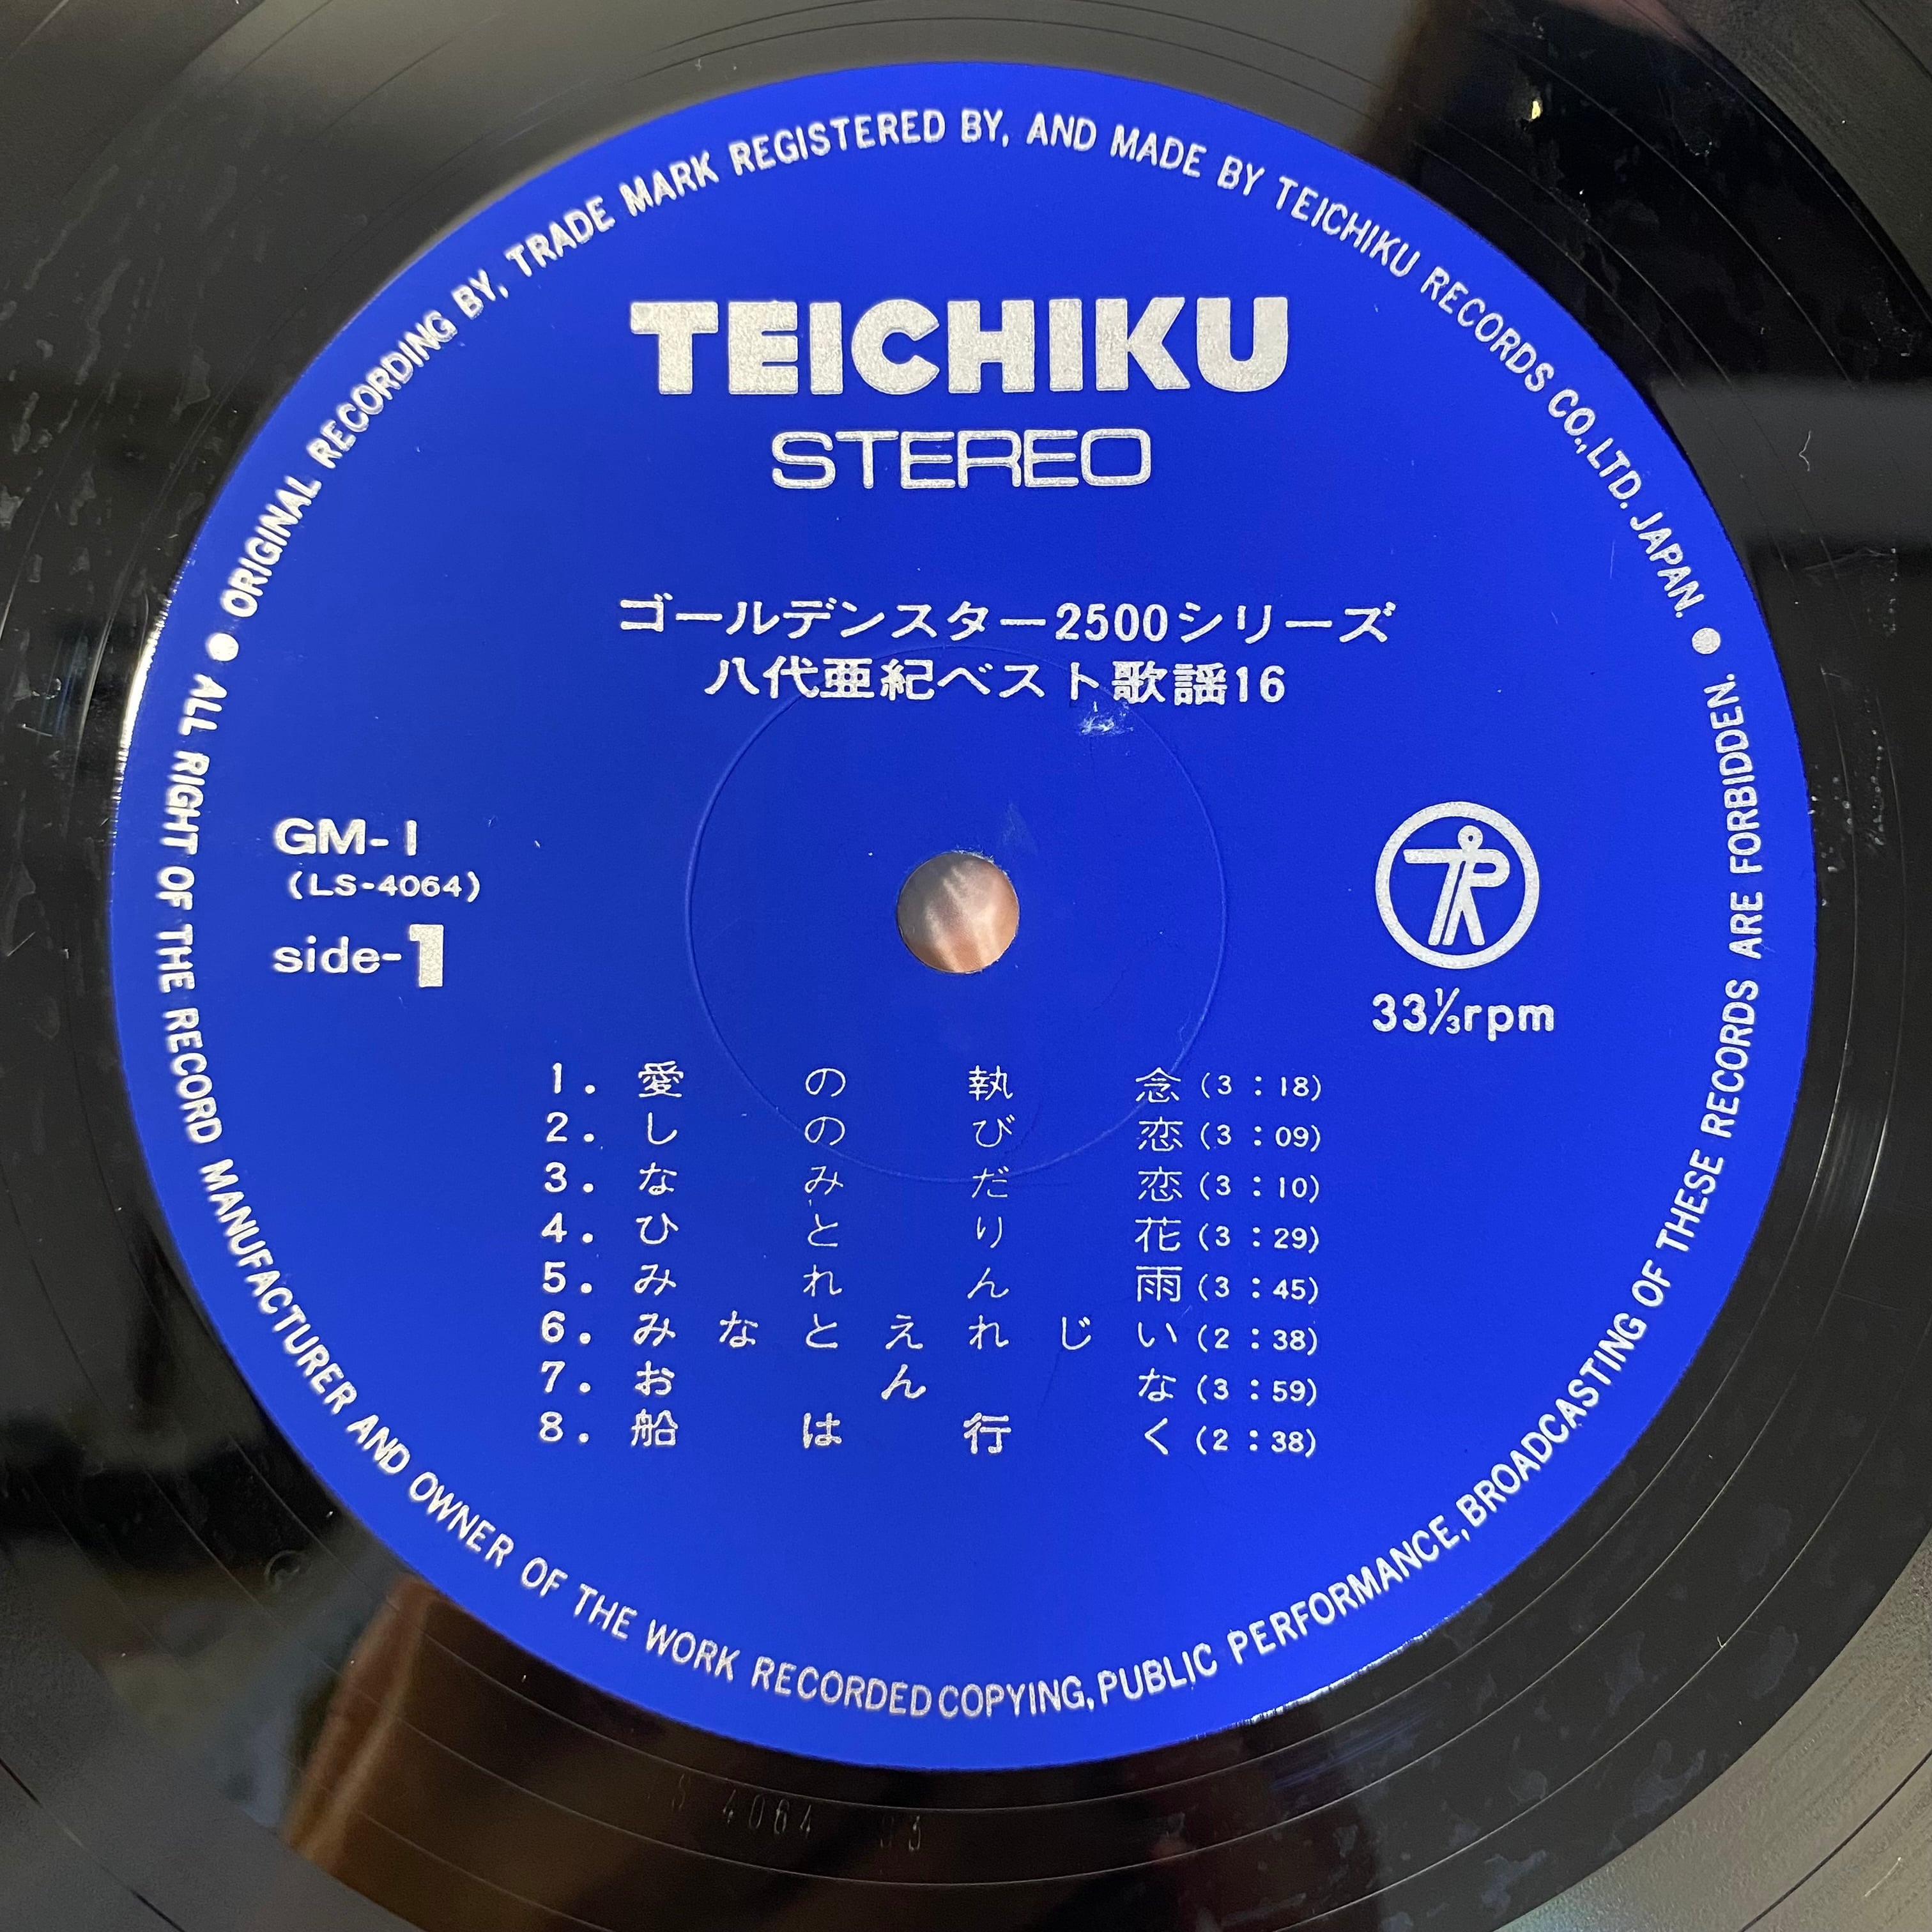 ● ORIGINAL RECORDING BY, TRADE MARK REGISTERED BY, AND MADE BY TEICHIKU RECORDS CO., LTD. JAPAN. ●
TEICHIKU
STEREO
ゴールデンスター2500シリーズ
八代亜紀ベスト歌謡16
GM-1
(LS-4064)
side-1
TR
33⅓rpm
1. 愛の執念 (3:18)
2. しのび恋 (3:09)
3. なみだ恋 (3:10)
4. ひとり花 (3:29)
5. みれん雨 (3:45)
6. みなとえれじい (2:38)
7. おんな (3:59)
8. 船は行く (2:38)
ALL RIGHT OF THE RECORD MANUFACTURER AND OWNER OF THE WORK RECORDED COPYING, PUBLIC PERFORMANCE, BROADCASTING OF THESE RECORDS ARE FORBIDDEN.
4064